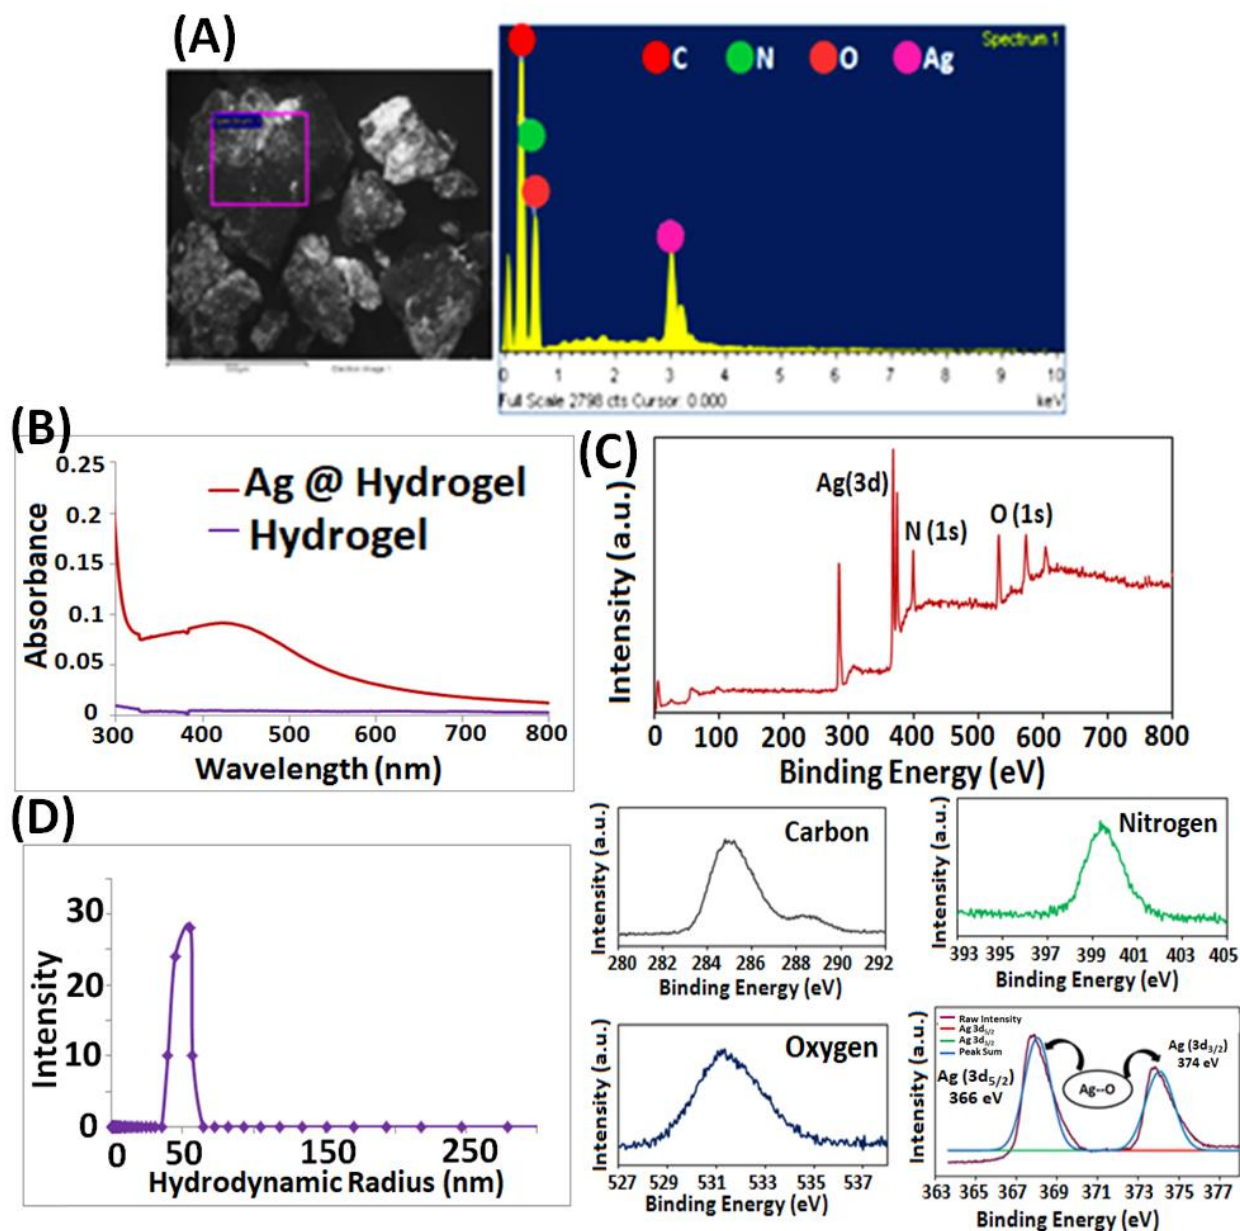 (A)
Spectrum 1
C N O Ag
0 1 2 3 4 5 6 7 8 9 10
Full Scale 2798 cts Cursor: 0.000 keV
(B)
0.25
0.2
0.15
0.1
0.05
0
Absorbance
Ag @ Hydrogel
Hydrogel
300 400 500 600 700 800
Wavelength (nm)
(C)
Intensity (a.u.)
Ag(3d)
N (1s)
O (1s)
0 100 200 300 400 500 600 700 800
Binding Energy (eV)
(D)
30
20
10
0
Intensity
0 50 150 250
Hydrodynamic Radius (nm)
Intensity (a.u.)
Carbon
280 282 284 286 288 290 292
Binding Energy (eV)
Intensity (a.u.)
Nitrogen
393 395 397 399 401 403 405
Binding Energy (eV)
Intensity (a.u.)
Oxygen
527 529 531 533 535 537
Binding Energy (eV)
Intensity (a.u.)
Raw Intensity
Ag 3d5/2
Ag 3d3/2
Peak Sum
Ag (3d5/2)
366 eV
Ag--O
Ag (3d3/2)
374 eV
363 365 367 369 371 373 375 377
Binding Energy (eV)